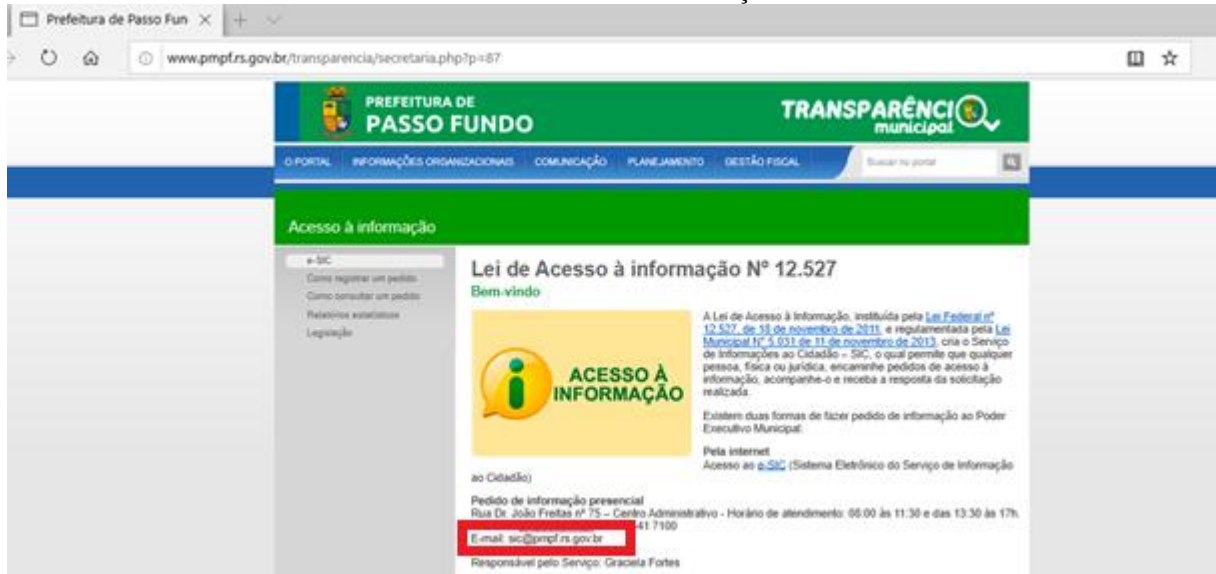 Prefeitura de Passo Fun
www.pmpf.rs.gov.br/transparencia/secretaria.php?p=87
PREFEITURA DE
PASSO FUNDO
TRANSPARÊNCI
municipal
O PORTAL INFORMAÇÕES ORGANIZACIONAIS COMUNICAÇÃO PLANEJAMENTO GESTÃO FISCAL Buscar no portal
Acesso à informação
e-SIC
Como registrar um pedido
Como consultar um pedido
Relatórios estatísticos
Legislação
Lei de Acesso à informação Nº 12.527
Bem-vindo
ACESSO À
INFORMAÇÃO
A Lei de Acesso à Informação, instituída pela Lei Federal nº
12.527, de 18 de novembro de 2011, e regulamentada pela Lei
Municipal Nº 5.031 de 11 de novembro de 2013, cria o Serviço
de Informações ao Cidadão – SIC, o qual permite que qualquer
pessoa, física ou jurídica, encaminhe pedidos de acesso à
informação, acompanhe-o e receba a resposta da solicitação
realizada.
Existem duas formas de fazer pedido de informação ao Poder
Executivo Municipal:
Pela internet
Acesso ao e-SIC (Sistema Eletrônico do Serviço de Informação
ao Cidadão)
Pedido de informação presencial
Rua Dr. João Freitas nº 75 – Centro Administrativo - Horário de atendimento: 08:00 às 11:30 e das 13:30 às 17h.
41 7100
E-mail: sic@pmpf.rs.gov.br
Responsável pelo Serviço: Graciela Fortes